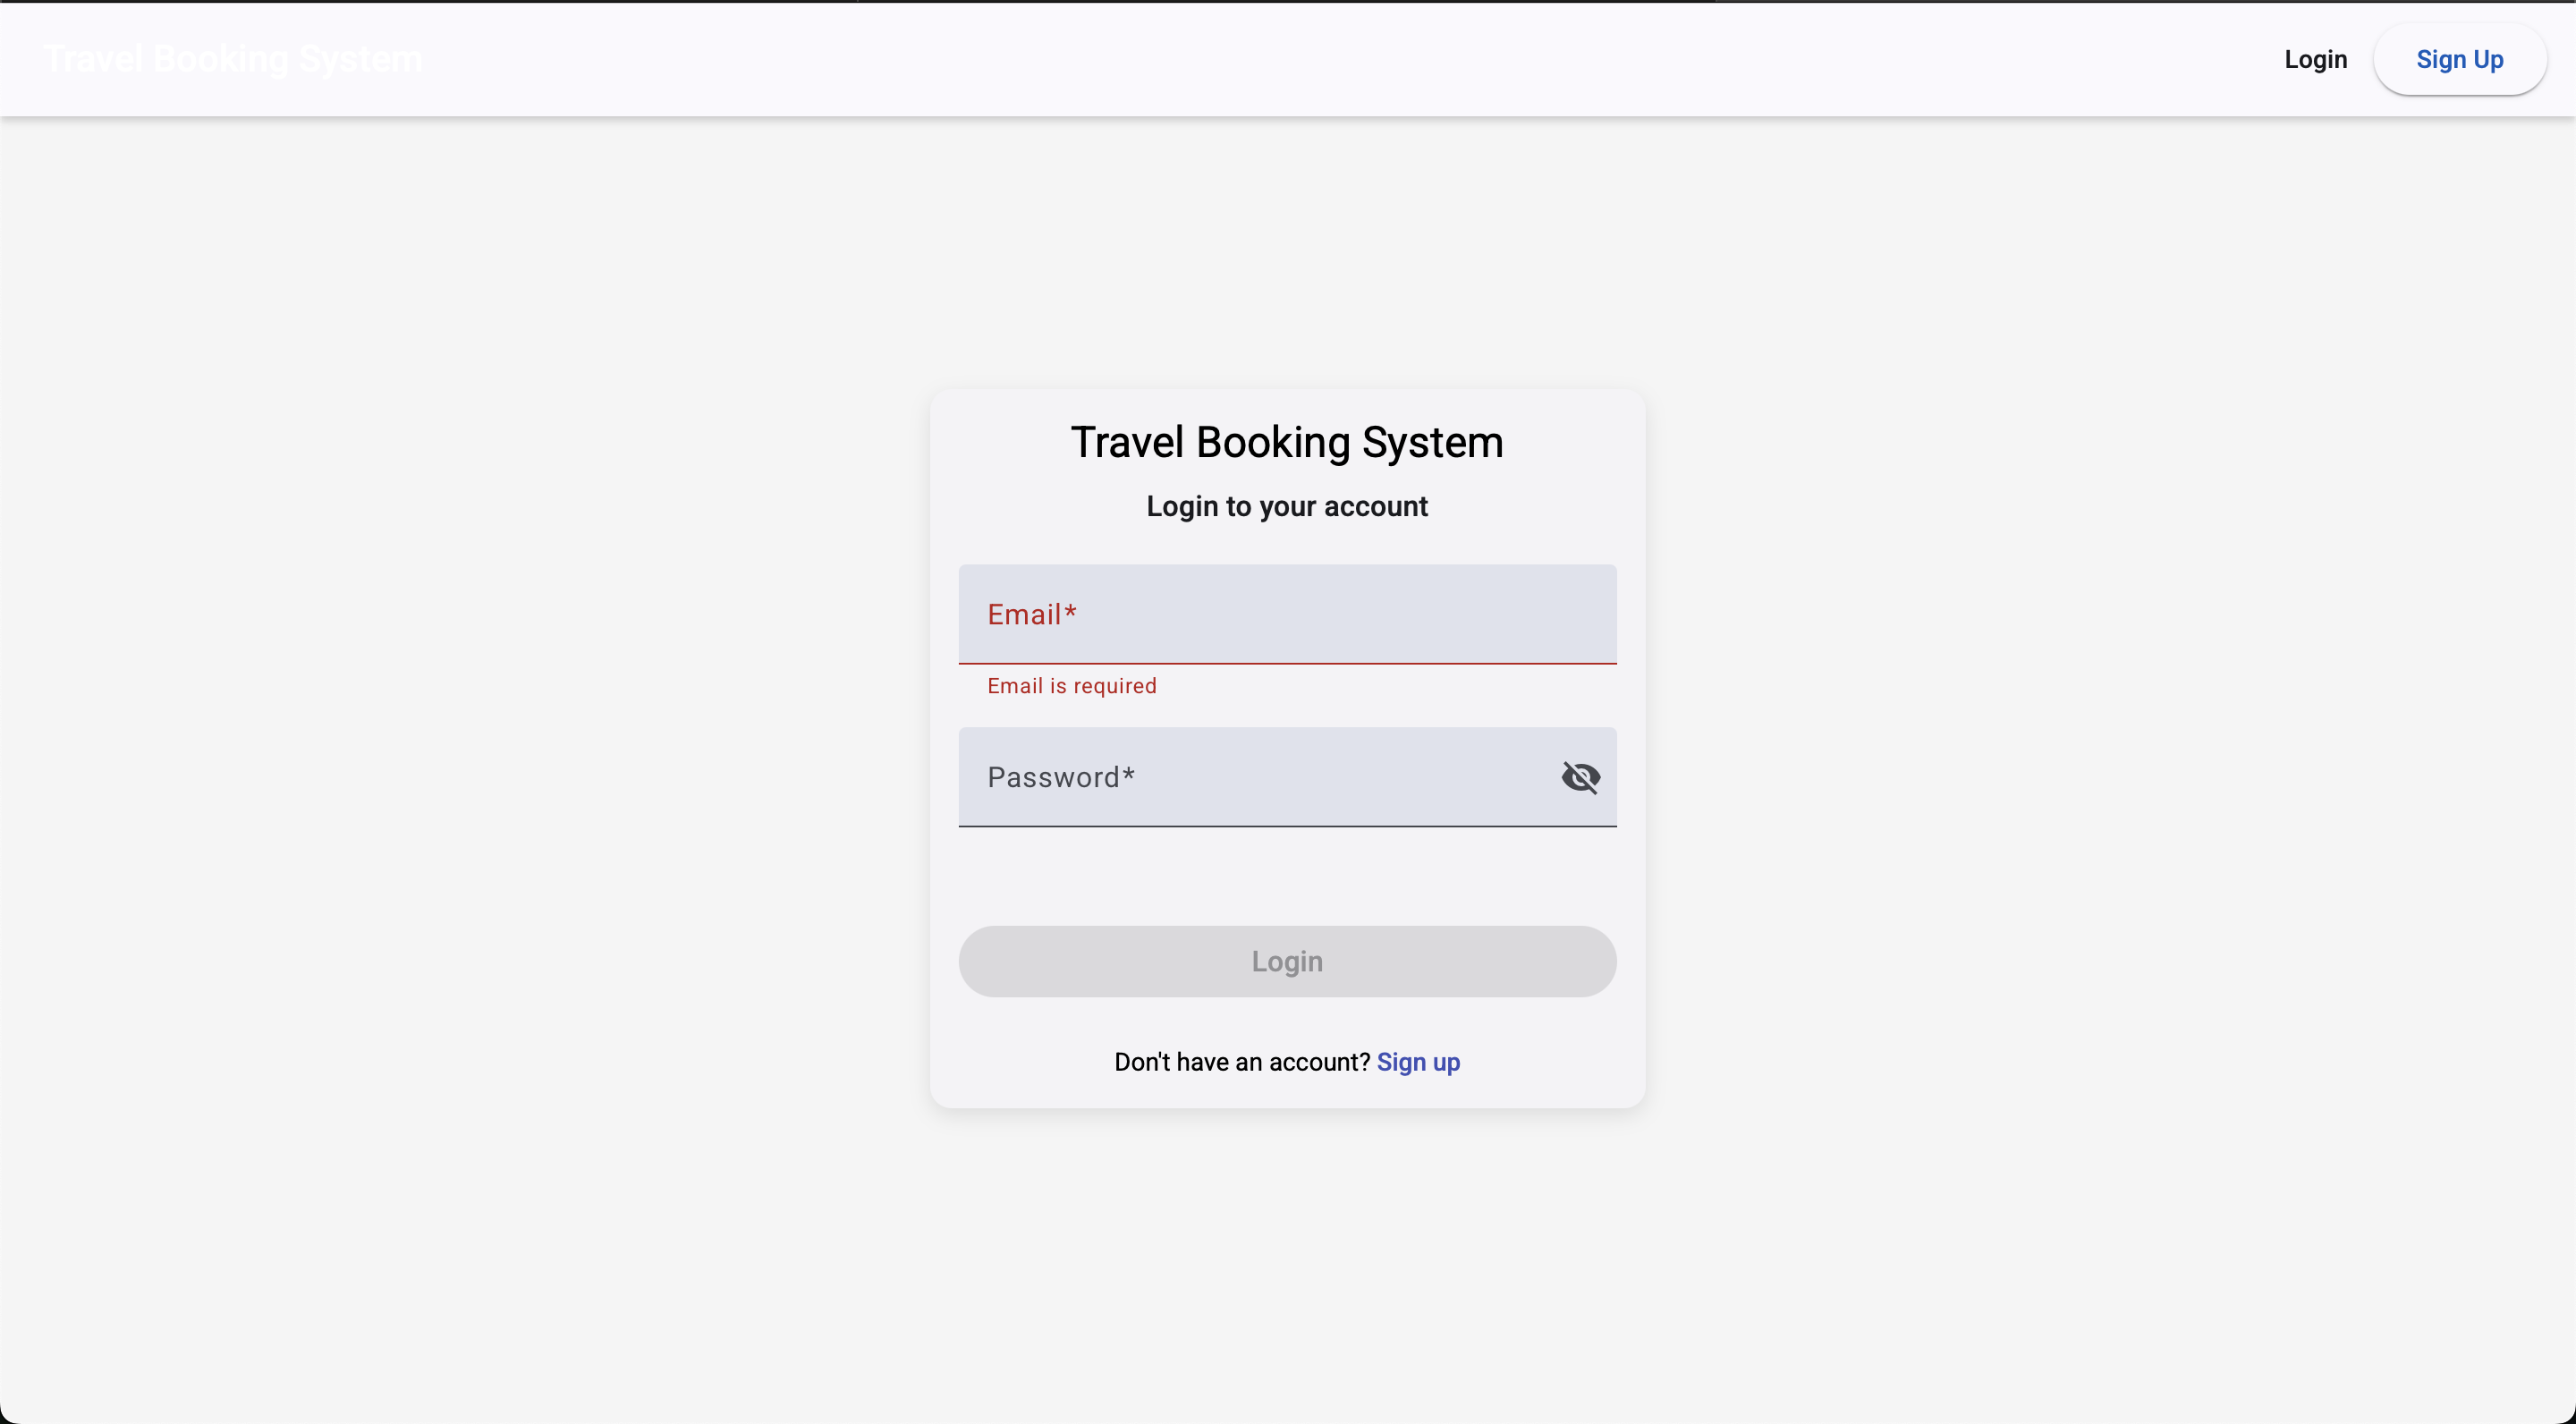 Travel Booking System
Login
Sign Up
Travel Booking System
Login to your account
Email*
Email is required
Password*
Login
Don't have an account? Sign up